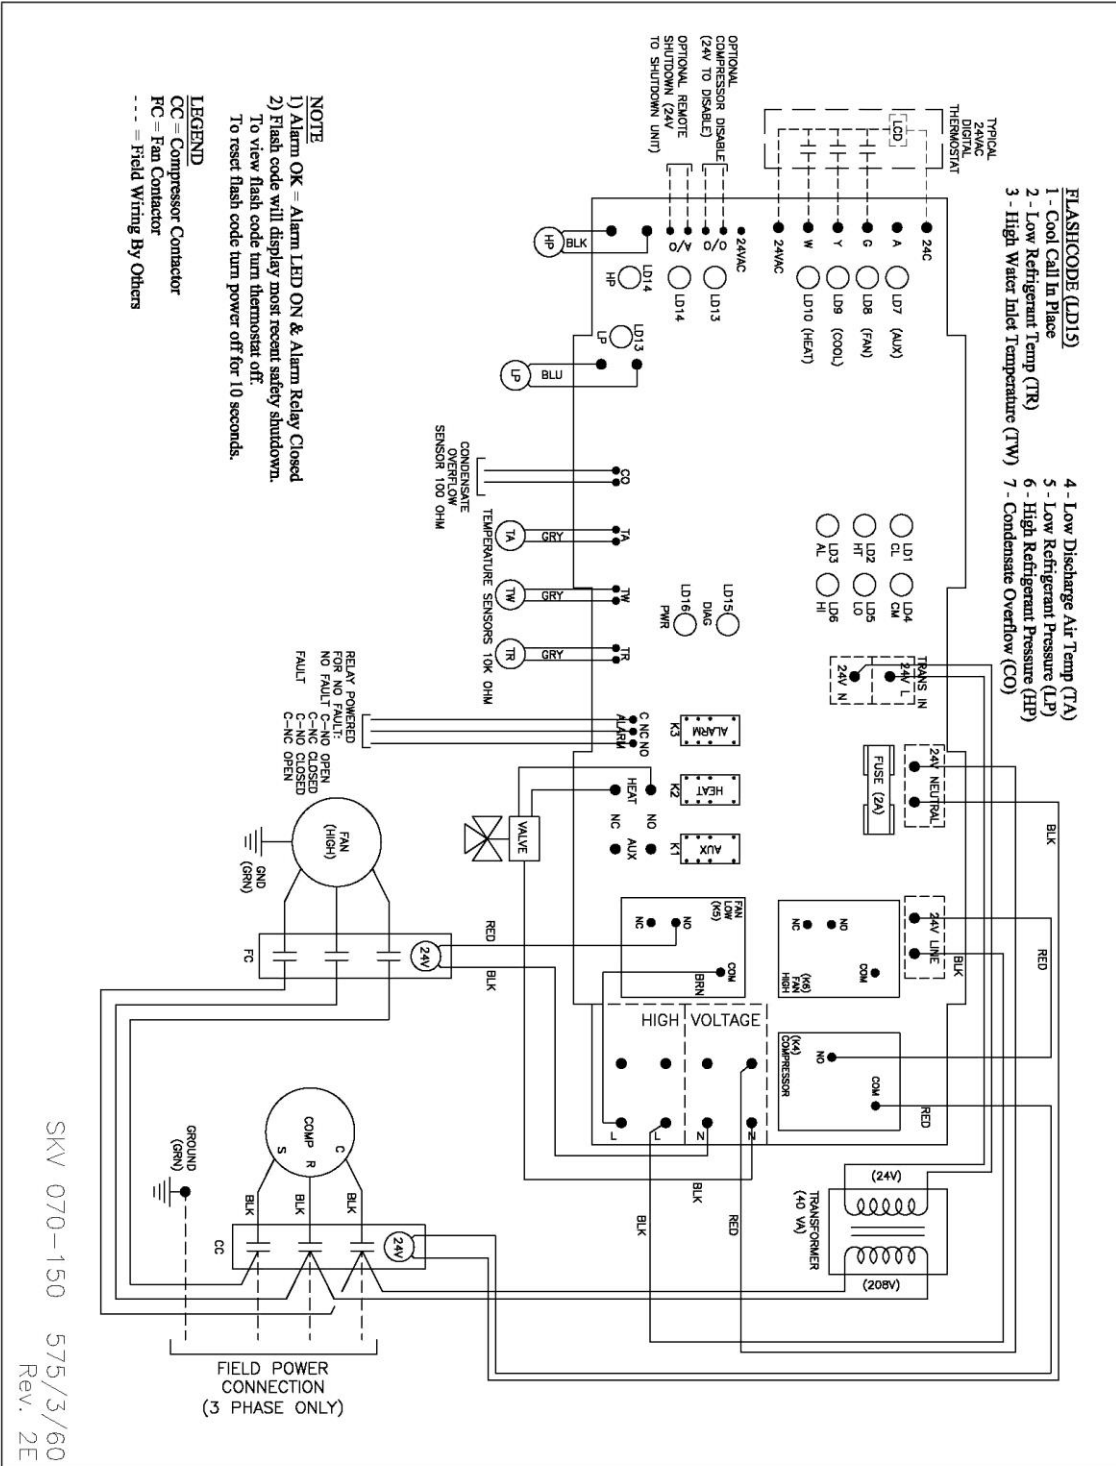 FLASHCODE (LD15)
1 - Cool Call In Place
2 - Low Refrigerant Temp (TR)
3 - High Water Inlet Temperature (TW)
4 - Low Discharge Air Temp (TA)
5 - Low Refrigerant Pressure (LP)
6 - High Refrigerant Pressure (HP)
7 - Condensate Overflow (CO)
TYPICAL
24VAC
DIGITAL
THERMOSTAT
LCD
24C
A
G
Y
W
24VAC
LD7 (AUX)
LD8 (FAN)
LD9 (COOL)
LD10 (HEAT)
24VAC
O/O
A/O
LD13
LD14
OPTIONAL
COMPRESSOR DISABLE
(24V TO DISABLE)
OPTIONAL REMOTE
SHUTDOWN (24V
TO SHUTDOWN UNIT)
HP
BLK
LD14
HP
LD13
LP
LP
BLU
CO
CONDENSATE
OVERFLOW
SENSOR 100 OHM
TA
TA
GRY
TW
TW
GRY
TR
TR
GRY
TEMPERATURE SENSORS 10K OHM
LD1
CL
LD2
HT
LD3
AL
LD4
CM
LD5
LO
LD6
HI
LD15
DIAG
LD16
PWR
TRANS IN
24V L
24V N
24V NEUTRAL
FUSE (2A)
24V LINE
BLK
RED
BLK
ALARM
K3
HEAT
K2
AUX
K1
C NC NO
ALARM
HEAT
NO
NC
AUX
VALVE
RELAY POWERED
FOR NO FAULT:
NO FAULT C-NO OPEN
C-NC CLOSED
FAULT C-NO CLOSED
C-NC OPEN
FAN
LOW
(K5)
NO
NC
COM
BRN
NO
NC
COM
(K6)
FAN
HIGH
HIGH VOLTAGE
L
L
N
N
(K4)
COMPRESSOR
NO
COM
RED
FAN
(HIGH)
GND
(GRN)
FC
24V
RED
BLK
COMP
C
R
S
GROUND
(GRN)
BLK
BLK
BLK
CC
24V
BLK
BLK
RED
(24V)
TRANSFORMER
(40 VA)
(208V)
FIELD POWER
CONNECTION
(3 PHASE ONLY)
NOTE
1) Alarm OK = Alarm LED ON & Alarm Relay Closed
2) Flash code will display most recent safety shutdown.
To view flash code turn thermostat off.
To reset flash code turn power off for 10 seconds.
LEGEND
CC = Compressor Contactor
FC = Fan Contactor
- - - = Field Wiring By Others
SKV 070-150 575/3/60
Rev. 2E